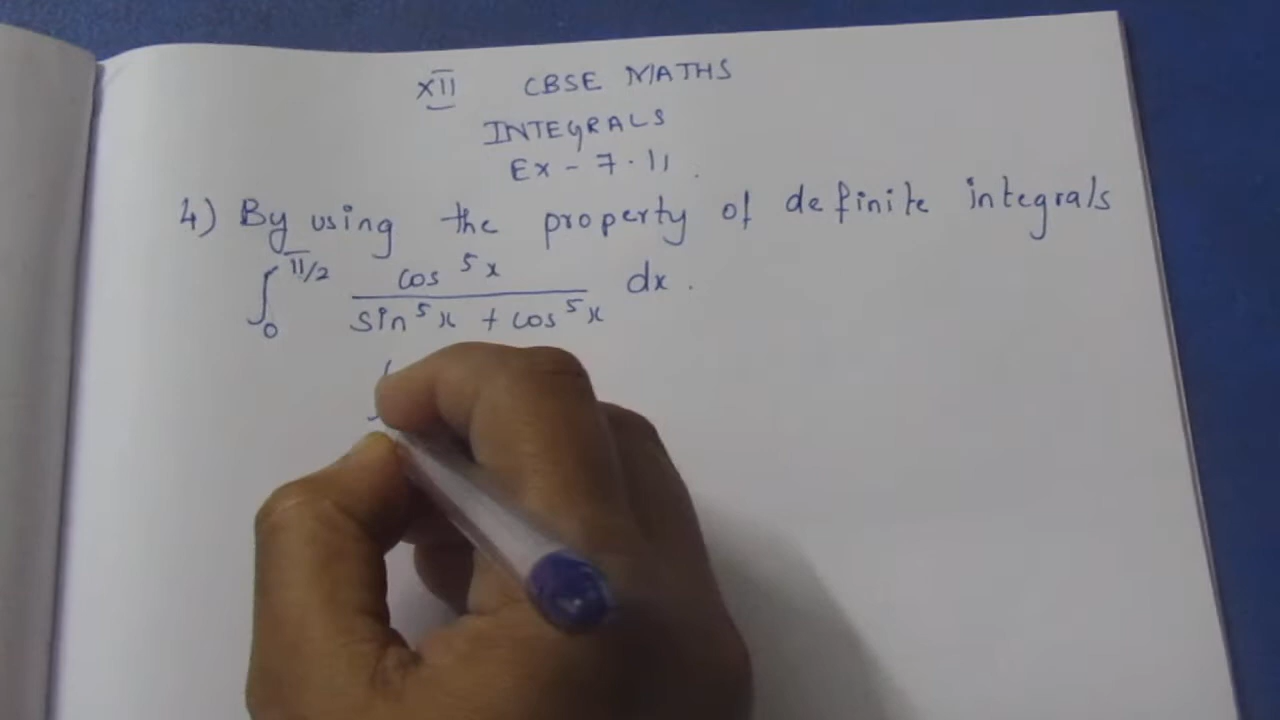 XII CBSE MATHS
INTEGRALS
Ex - 7.11.
4) By using the property of definite integrals
∫₀^π/2 cos⁵x / sin⁵x + cos⁵x dx.